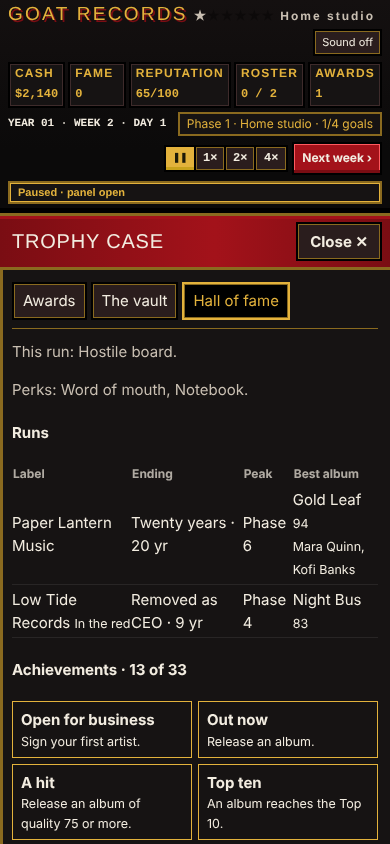 GOAT RECORDS ★ ★★★★★ Home studio
Sound off
CASH FAME REPUTATION ROSTER AWARDS
$2,140 0 65/100 0 / 2 1
YEAR 01 · WEEK 2 · DAY 1 Phase 1 · Home studio · 1/4 goals
1× 2× 4× Next week ›
Paused · panel open
TROPHY CASE Close ✕
Awards The vault Hall of fame
This run: Hostile board.
Perks: Word of mouth, Notebook.
Runs
Label Ending Peak Best album
Paper Lantern Music Twenty years · 20 yr Phase 6 Gold Leaf 94 Mara Quinn, Kofi Banks
Low Tide Records In the red Removed as CEO · 9 yr Phase 4 Night Bus 83
Achievements · 13 of 33
Open for business
Sign your first artist.
Out now
Release an album.
A hit
Release an album of
quality 75 or more.
Top ten
An album reaches the Top
10.